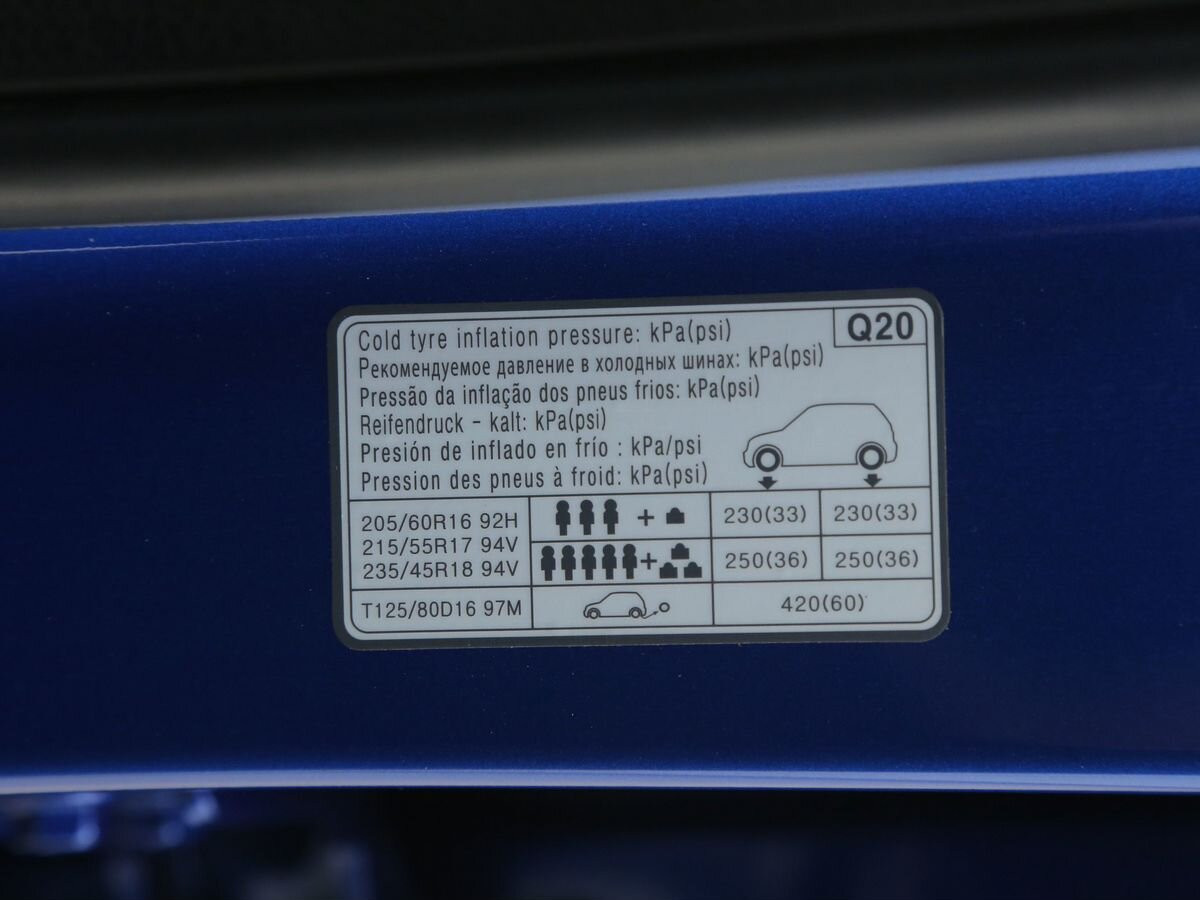 Cold tyre inflation pressure: kPa(psi)
Q20
Рекомендуемое давление в холодных шинах: kPa(psi)
Pressão da inflação dos pneus frios: kPa(psi)
Reifendruck - kalt: kPa(psi)
Presión de inflado en frío : kPa/psi
Pression des pneus à froid: kPa(psi)
205/60R16 92H
215/55R17 94V
235/45R18 94V
+
230(33)
230(33)
+
250(36)
250(36)
T125/80D16 97M
420(60)